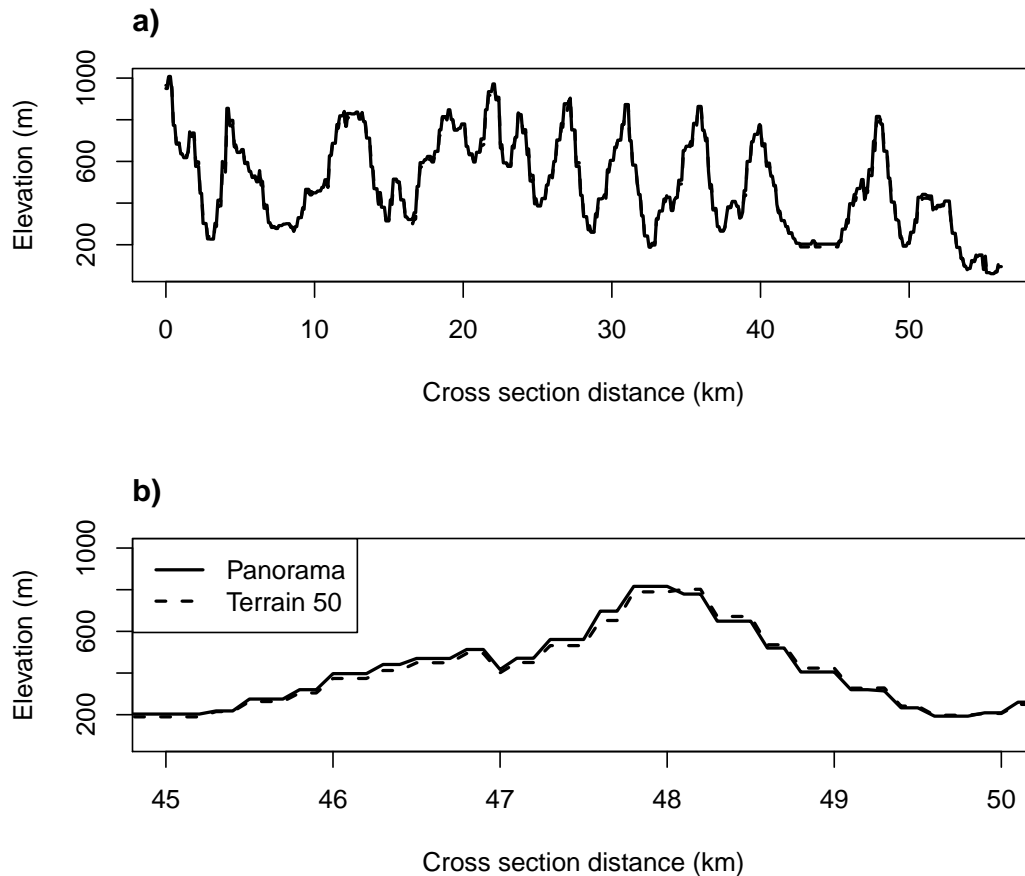 a)
Elevation (m)
1000
600
200
0 10 20 30 40 50
Cross section distance (km)
b)
Elevation (m)
1000
600
200
Panorama
Terrain 50
45 46 47 48 49 50
Cross section distance (km)